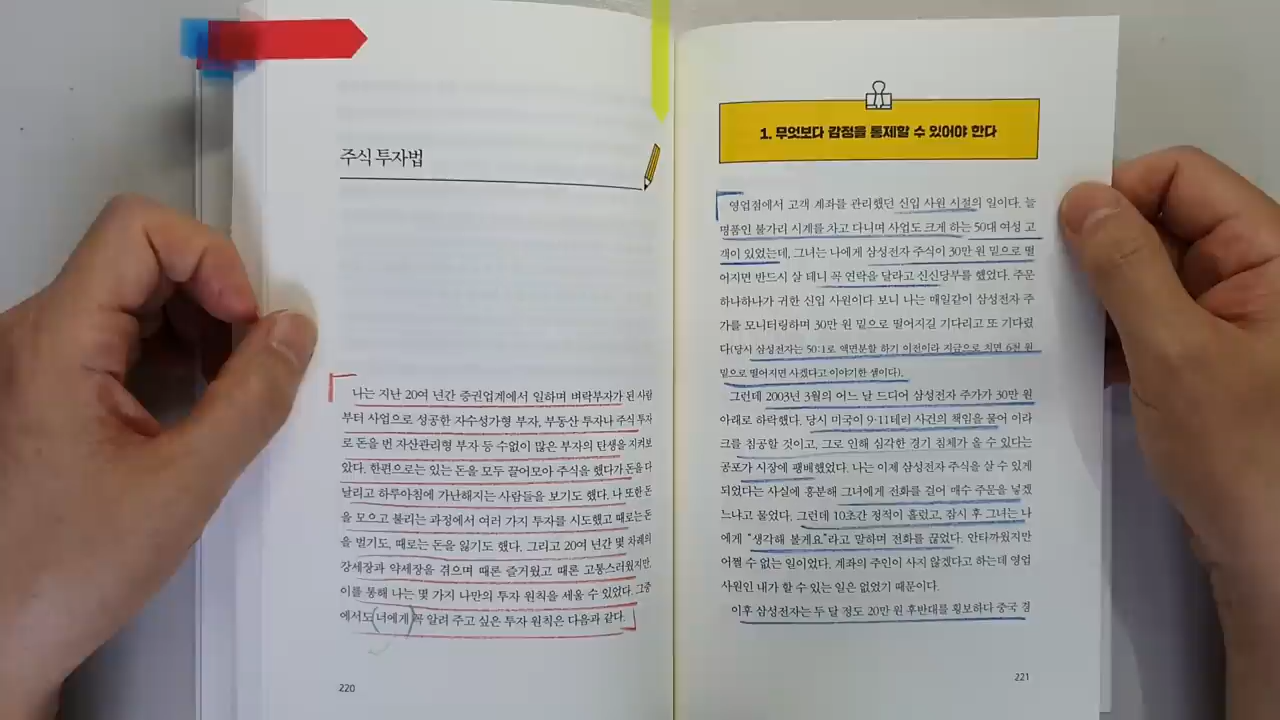 주식 투자법
나는 지난 20여 년간 증권업계에서 일하며 벼락부자가 된 사람
부터 사업으로 성공한 자수성가형 부자, 부동산 투자나 주식 투자
로 돈을 번 자산관리형 부자 등 수없이 많은 부자의 탄생을 지켜보
았다. 한편으로는 있는 돈을 모두 끌어모아 주식을 했다가 돈을 다
날리고 하루아침에 가난해지는 사람들을 보기도 했다. 나 또한 돈
을 모으고 불리는 과정에서 여러 가지 투자를 시도했고 때로는 돈
을 벌기도, 때로는 돈을 잃기도 했다. 그리고 20여 년간 몇 차례의
강세장과 약세장을 겪으며 때론 즐거웠고 때론 고통스러웠지만,
이를 통해 나는 몇 가지 나만의 투자 원칙을 세울 수 있었다. 그중
에서도 너에게 꼭 알려 주고 싶은 투자 원칙은 다음과 같다.
220
1. 무엇보다 감정을 통제할 수 있어야 한다
영업점에서 고객 계좌를 관리했던 신입 사원 시절의 일이다. 늘
명품인 불가리 시계를 차고 다니며 사업도 크게 하는 50대 여성 고
객이 있었는데, 그녀는 나에게 삼성전자 주식이 30만 원 밑으로 떨
어지면 반드시 살 테니 꼭 연락을 달라고 신신당부를 했었다. 주문
하나하나가 귀한 신입 사원이다 보니 나는 매일같이 삼성전자 주
가를 모니터링하며 30만 원 밑으로 떨어지길 기다리고 또 기다렸
다(당시 삼성전자는 50:1로 액면분할 하기 이전이라 지금으로 치면 6천 원
밑으로 떨어지면 사겠다고 이야기한 셈이다).
그런데 2003년 3월의 어느 날 드디어 삼성전자 주가가 30만 원
아래로 하락했다. 당시 미국이 9·11테러 사건의 책임을 물어 이라
크를 침공할 것이고, 그로 인해 심각한 경기 침체가 올 수 있다는
공포가 시장에 팽배했었다. 나는 이제 삼성전자 주식을 살 수 있게
되었다는 사실에 흥분해 그녀에게 전화를 걸어 매수 주문을 넣겠
느냐고 물었다. 그런데 10초간 정적이 흘렀고, 잠시 후 그녀는 나
에게 “생각해 볼게요”라고 말하며 전화를 끊었다. 안타까웠지만
어쩔 수 없는 일이었다. 계좌의 주인이 사지 않겠다고 하는데 영업
사원인 내가 할 수 있는 일은 없었기 때문이다.
이후 삼성전자는 두 달 정도 20만 원 후반대를 횡보하다 중국 경
221